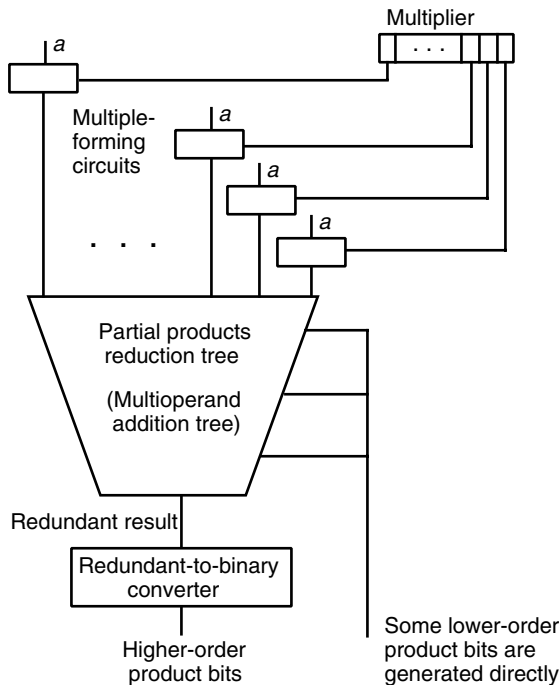 Multiplier
a
. . .
Multiple-
forming
circuits
a
a
a
. . .
Partial products
reduction tree
(Multioperand
addition tree)
Redundant result
Redundant-to-binary
converter
Higher-order
product bits
Some lower-order
product bits are
generated directly